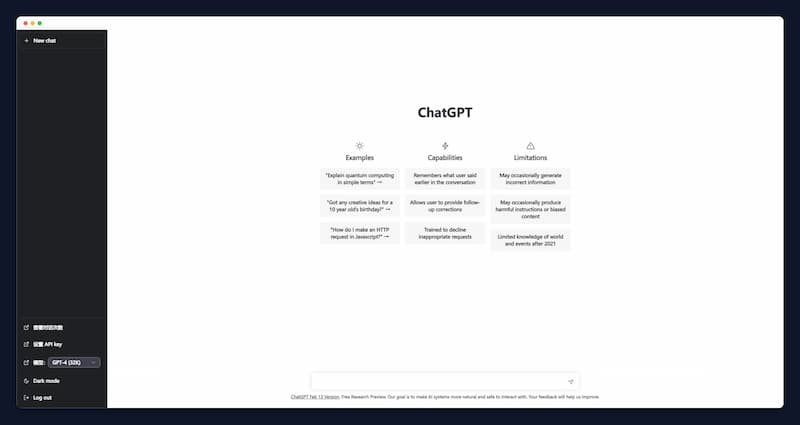 New chat
ChatGPT
Examples
"Explain quantum computing
in simple terms" →
"Got any creative ideas for a
10 year old's birthday?" →
"How do I make an HTTP
request in Javascript?" →
Capabilities
Remembers what user said
earlier in the conversation
Allows user to provide follow-
up corrections
Trained to decline
inappropriate requests
Limitations
May occasionally generate
incorrect information
May occasionally produce
harmful instructions or biased
content
Limited knowledge of world
and events after 2021
设置 API key
模型: GPT-4 (32K)
Dark mode
Log out
ChatGPT Feb 13 Version. Free Research Preview. Our goal is to make AI systems more natural and safe to interact with. Your feedback will help us improve.